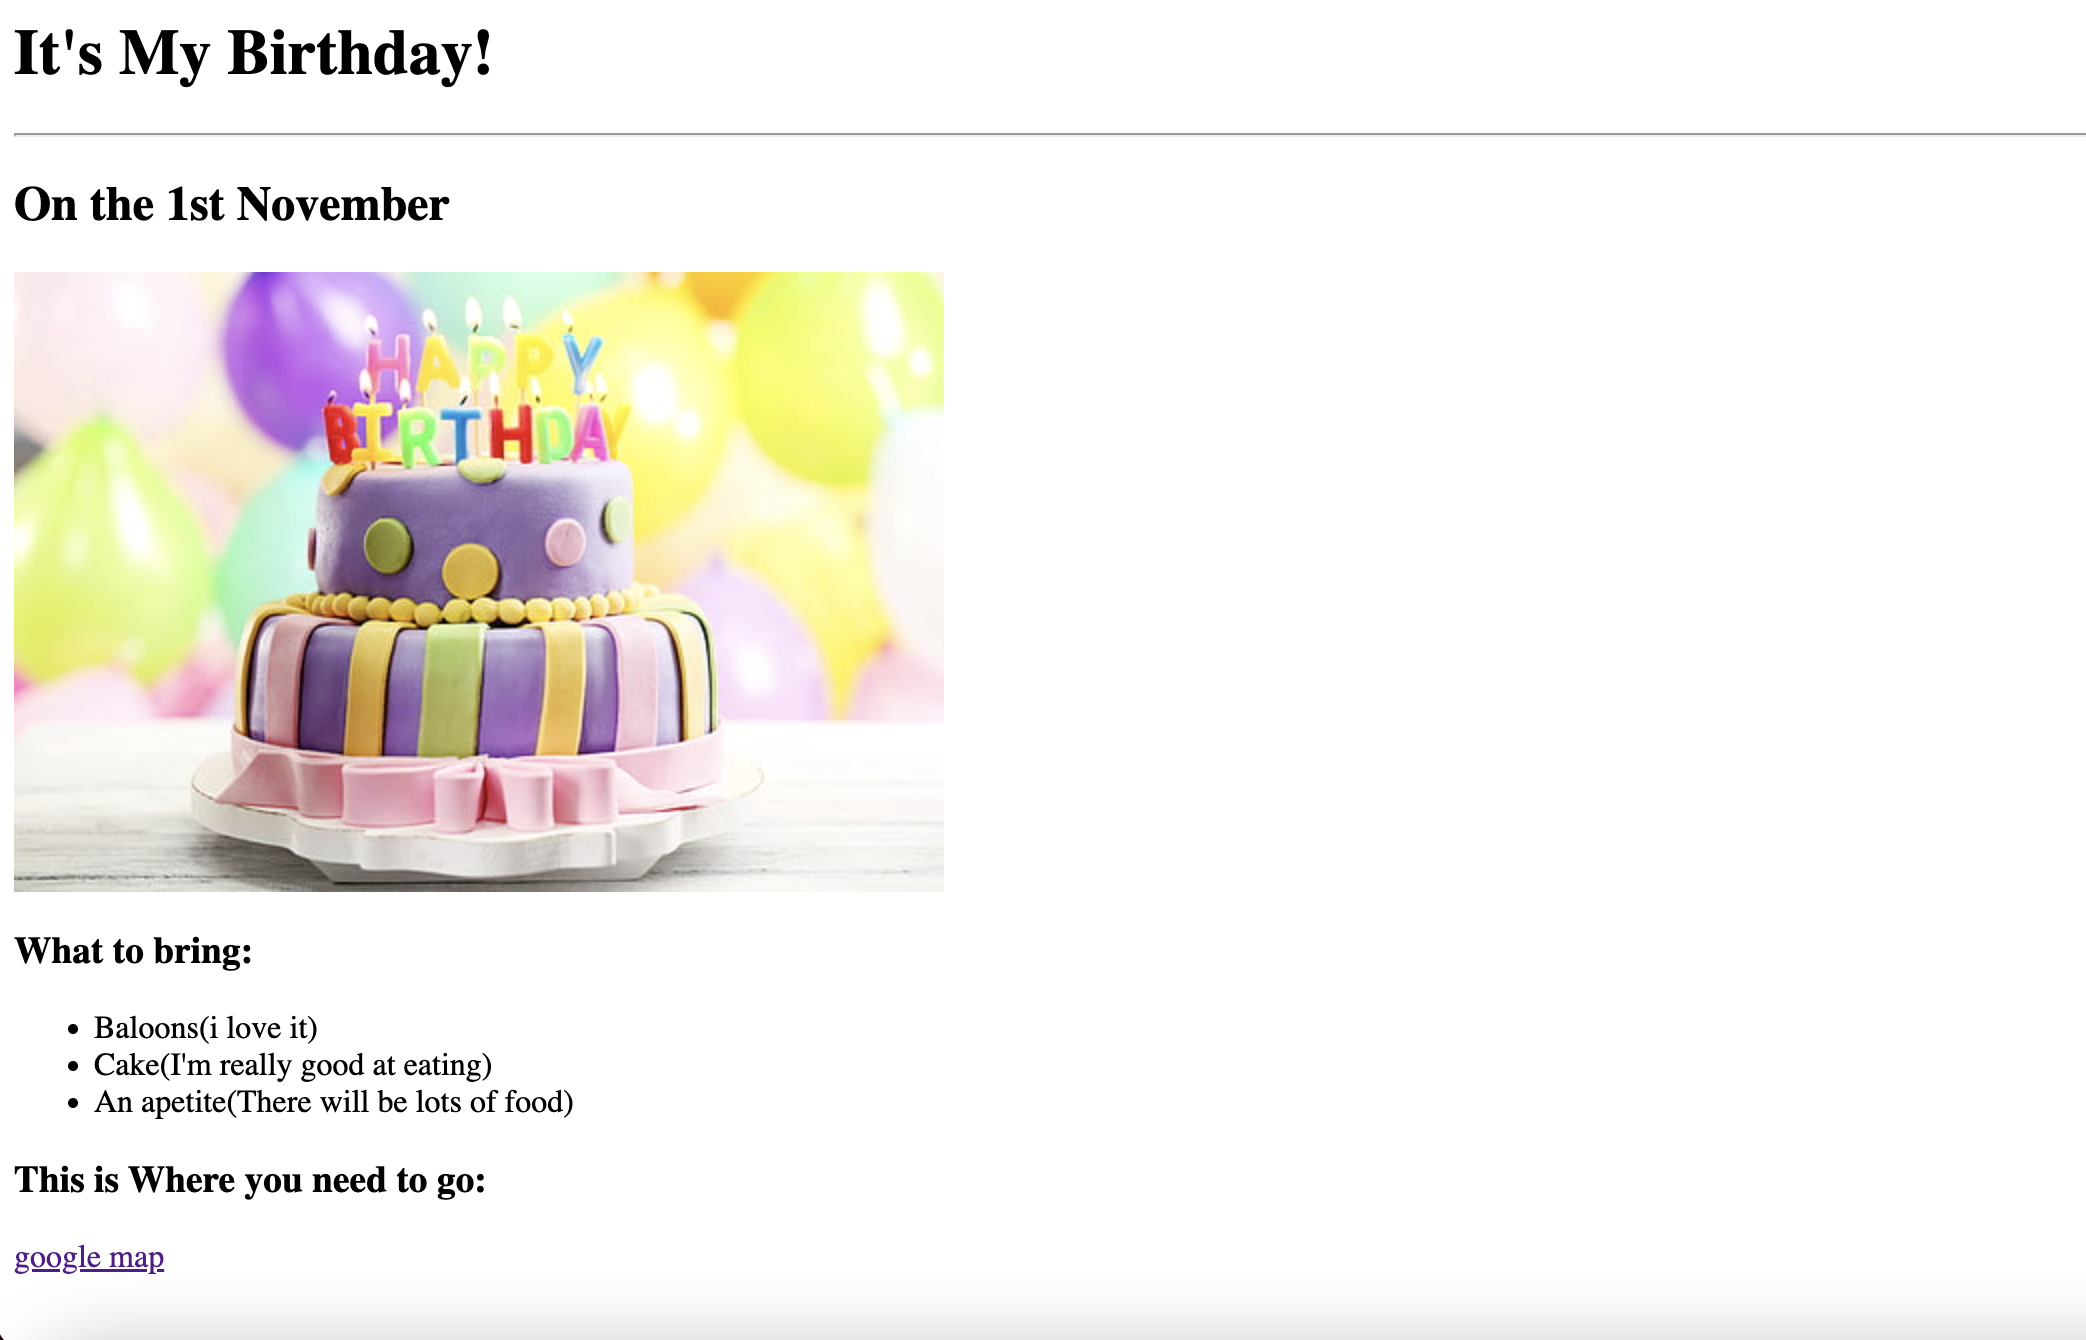 It's My Birthday!
On the 1st November
HAPPY
BIRTHDAY
What to bring:
Baloons(i love it)
Cake(I'm really good at eating)
An apetite(There will be lots of food)
This is Where you need to go:
google map